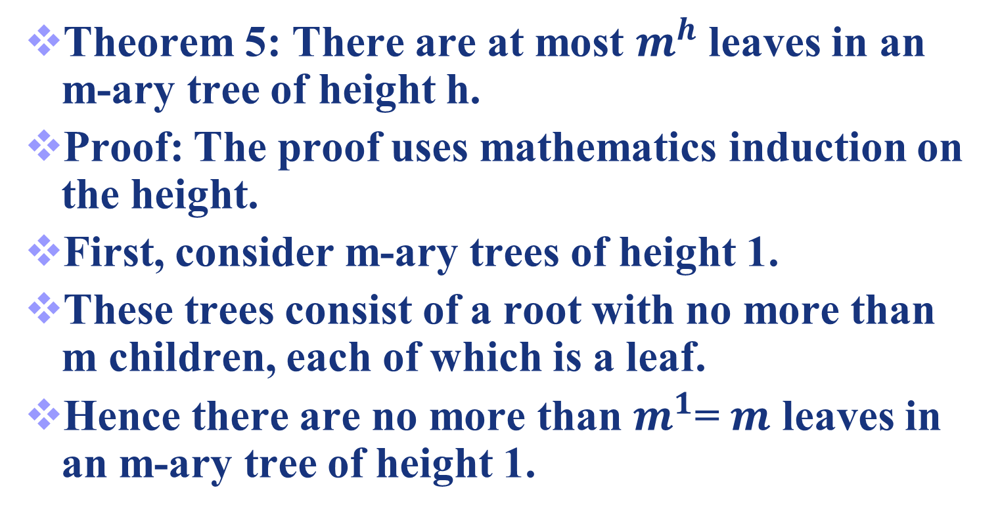 ❖Theorem 5: There are at most $m^h$ leaves in an
m-ary tree of height h.
❖Proof: The proof uses mathematics induction on
the height.
❖First, consider m-ary trees of height 1.
❖These trees consist of a root with no more than
m children, each of which is a leaf.
❖Hence there are no more than $m^1 = m$ leaves in
an m-ary tree of height 1.